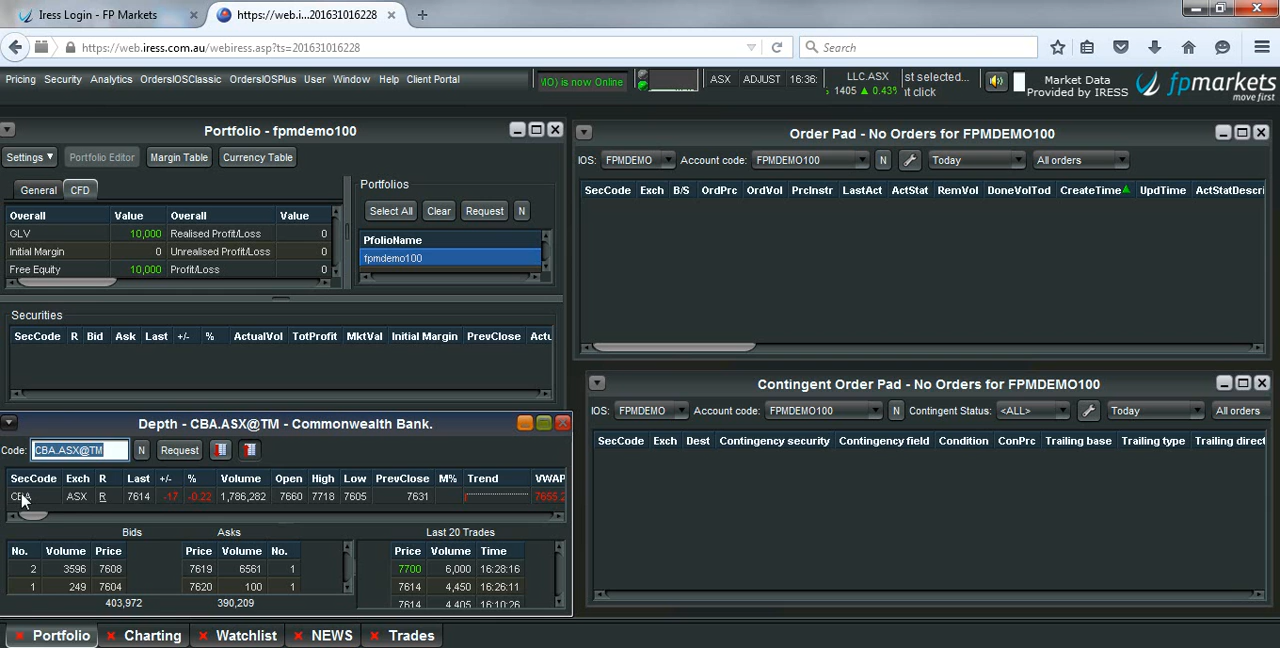 Iress Login - FP Markets
https://web.i...201631016228
https://web.iress.com.au/webiress.asp?ts=201631016228
Search
Pricing Security Analytics OrdersIOSClassic OrdersIOSPlus User Window Help Client Portal
MO) is now Online
ASX ADJUST 16:36:
LLC.ASX
1405 ▲ 0.43%
st selected...
nt click
Market Data
Provided by IRESS
fpmarkets
move first
Portfolio - fpmdemo100
Settings Portfolio Editor Margin Table Currency Table
General CFD
Overall Value Overall Value
GLV 10,000 Realised Profit/Loss 0
Initial Margin 0 Unrealised Profit/Loss 0
Free Equity 10,000 Profit/Loss 0
Portfolios
Select All Clear Request N
PfolioName
fpmdemo100
Securities
SecCode R Bid Ask Last +/- % ActualVol TotProfit MktVal Initial Margin PrevClose Actu
Depth - CBA.ASX@TM - Commonwealth Bank.
Code: CBA.ASX@TM N Request
SecCode Exch R Last +/- % Volume Open High Low PrevClose M% Trend VWAP
CBA ASX R 7614 -17 -0.22 1,786,282 7660 7718 7605 7631 7655
Bids Asks Last 20 Trades
No. Volume Price Price Volume No. Price Volume Time
2 3596 7608 7619 6561 1 7700 6,000 16:28:16
1 249 7604 7620 100 1 7614 4,450 16:26:11
403,972 390,209 7614 4,405 16:10:26
Order Pad - No Orders for FPMDEMO100
IOS: FPMDEMO Account code: FPMDEMO100 N Today All orders
SecCode Exch B/S OrdPrc OrdVol PrcInstr LastAct ActStat RemVol DoneVolTod CreateTime UpdTime ActStatDescri
Contingent Order Pad - No Orders for FPMDEMO100
IOS: FPMDEMO Account code: FPMDEMO100 N Contingent Status: <ALL> Today All orders
SecCode Exch Dest Contingency security Contingency field Condition ConPrc Trailing base Trailing type Trailing direct
Portfolio Charting Watchlist NEWS Trades